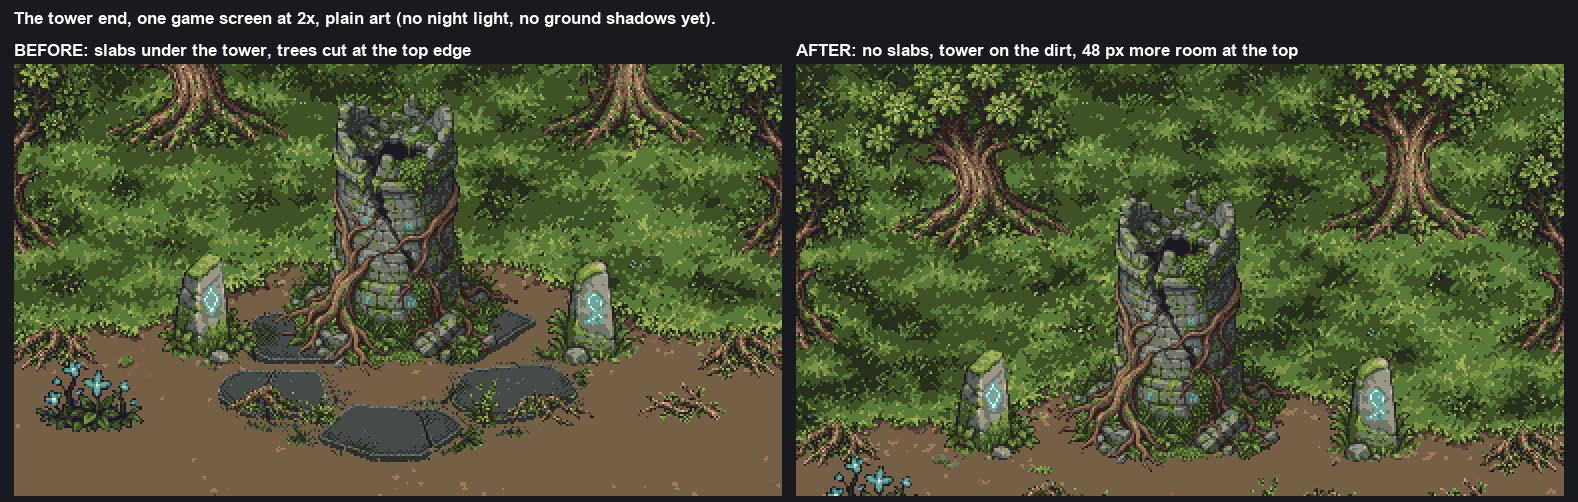 The tower end, one game screen at 2x, plain art (no night light, no ground shadows yet).
BEFORE: slabs under the tower, trees cut at the top edge
AFTER: no slabs, tower on the dirt, 48 px more room at the top